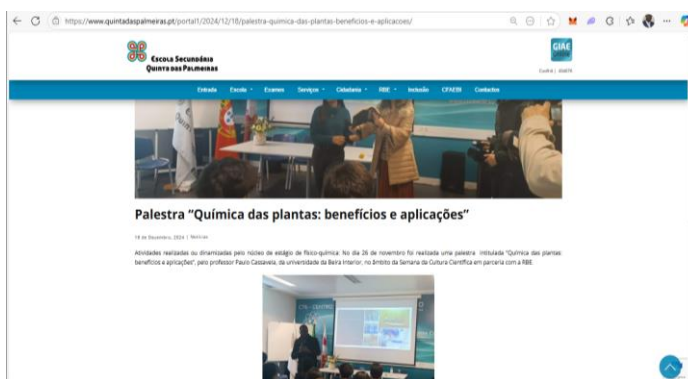 https://www.quintadaspalmeiras.pt/portal1/2024/12/18/palestra-quimica-das-plantas-beneficios-e-aplicacoes/
Escola Secundária
Quinta das Palmeiras
GIAE
Entrada Escola Exames Serviços Cidadania RBE Inclusão CFAEBI Contactos
Palestra “Química das plantas: benefícios e aplicações”
18 de Dezembro, 2024 | Notícias
Atividades realizadas ou dinamizadas pelo núcleo de estágio de físico-química: No dia 26 de novembro foi realizada uma palestra intitulada “Química das plantas:
benefícios e aplicações”, pelo professor Paulo Cassaveia, da universidade da Beira Interior, no âmbito da Semana da Cultura Científica em parceria com a RBE.